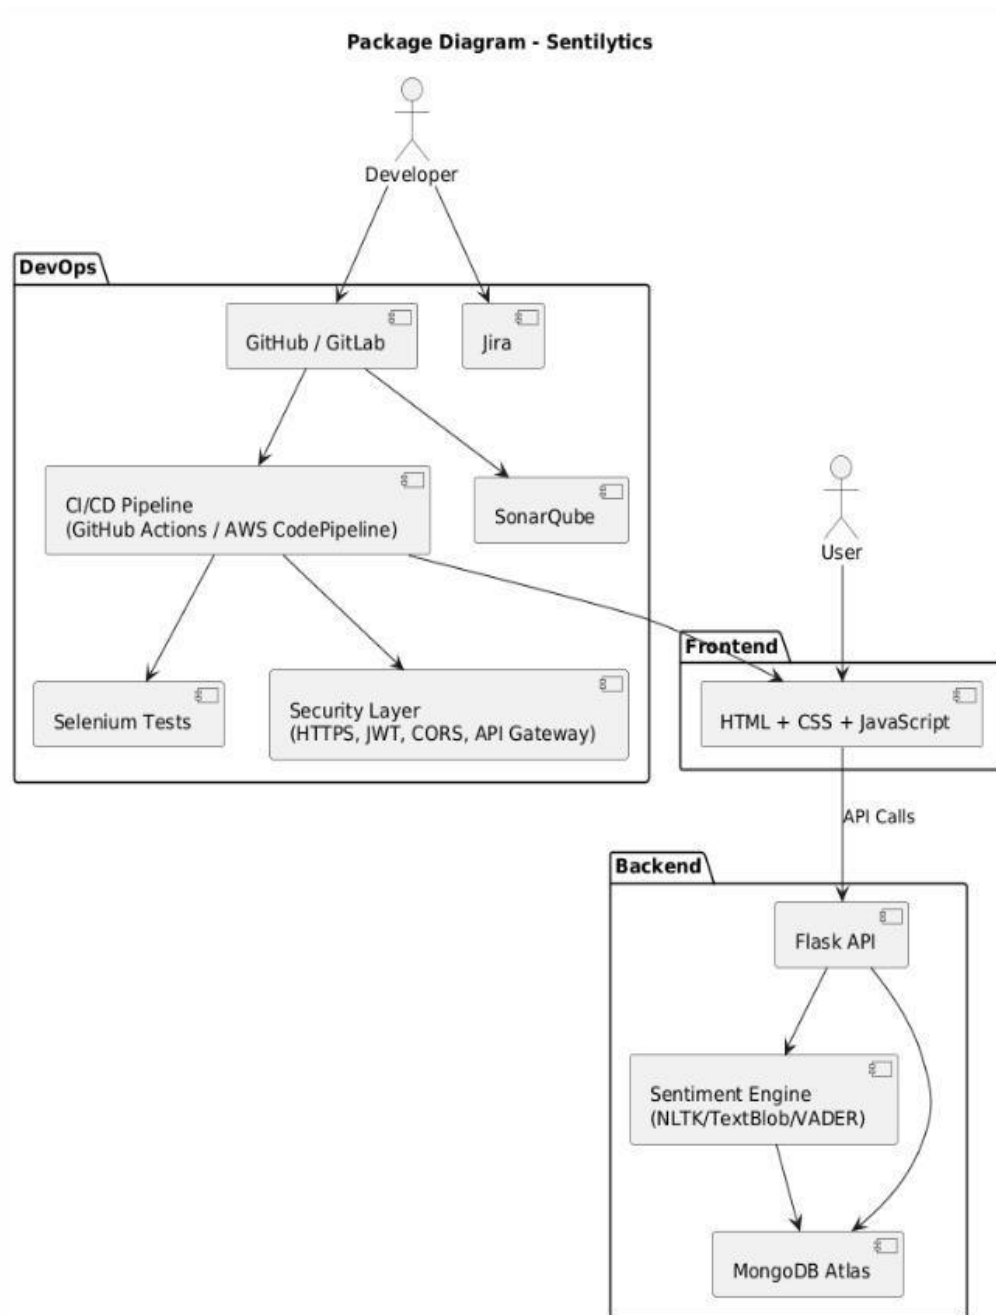 Package Diagram - Sentilytics
Developer
DevOps
GitHub / GitLab
Jira
CI/CD Pipeline
(GitHub Actions / AWS CodePipeline)
SonarQube
User
Frontend
Selenium Tests
Security Layer
(HTTPS, JWT, CORS, API Gateway)
HTML + CSS + JavaScript
API Calls
Backend
Flask API
Sentiment Engine
(NLTK/TextBlob/VADER)
MongoDB Atlas